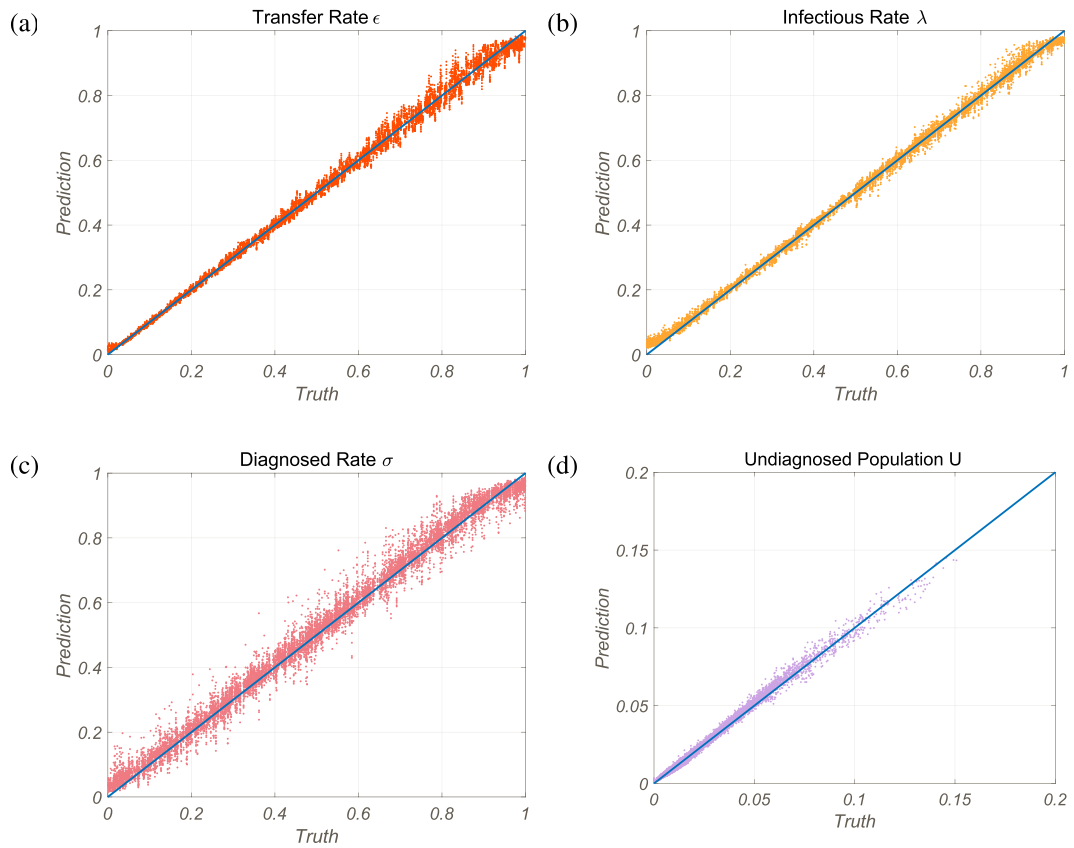 (a)
Transfer Rate ϵ
1
0.8
0.6
0.4
0.2
0
Prediction
0 0.2 0.4 0.6 0.8 1
Truth
(b)
Infectious Rate λ
1
0.8
0.6
0.4
0.2
0
Prediction
0 0.2 0.4 0.6 0.8 1
Truth
(c)
Diagnosed Rate σ
1
0.8
0.6
0.4
0.2
0
Prediction
0 0.2 0.4 0.6 0.8 1
Truth
(d)
Undiagnosed Population U
0.2
0.15
0.1
0.05
0
Prediction
0 0.05 0.1 0.15 0.2
Truth